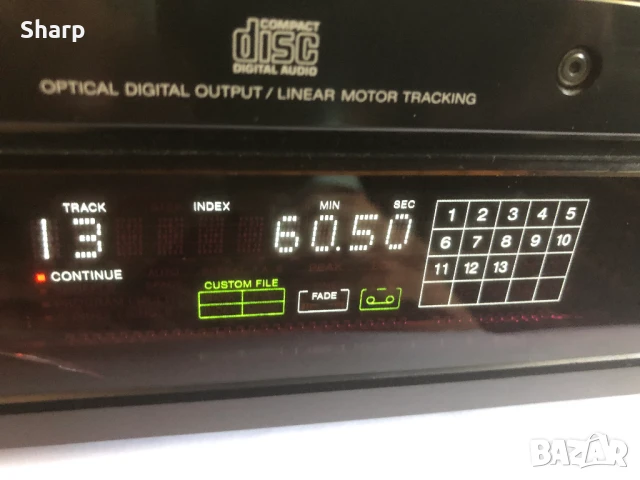 Sharp
COMPACT
disc
DIGITAL AUDIO
OPTICAL DIGITAL OUTPUT / LINEAR MOTOR TRACKING
TRACK INDEX MIN SEC
13 60.50
CONTINUE
CUSTOM FILE
FADE
1 2 3 4 5
6 7 8 9 10
11 12 13
BAZAR